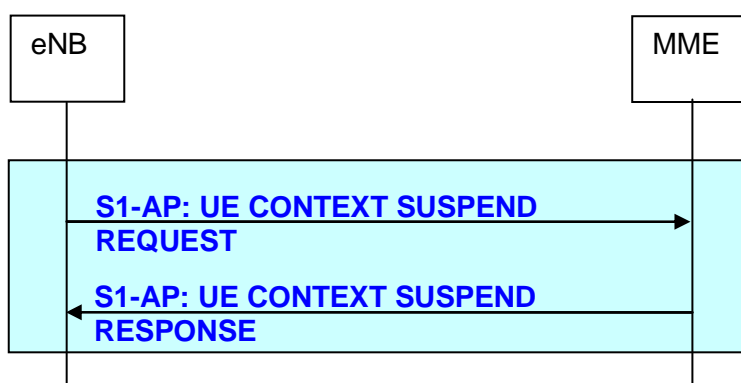 eNB
MME
S1-AP: UE CONTEXT SUSPEND
REQUEST
S1-AP: UE CONTEXT SUSPEND
RESPONSE